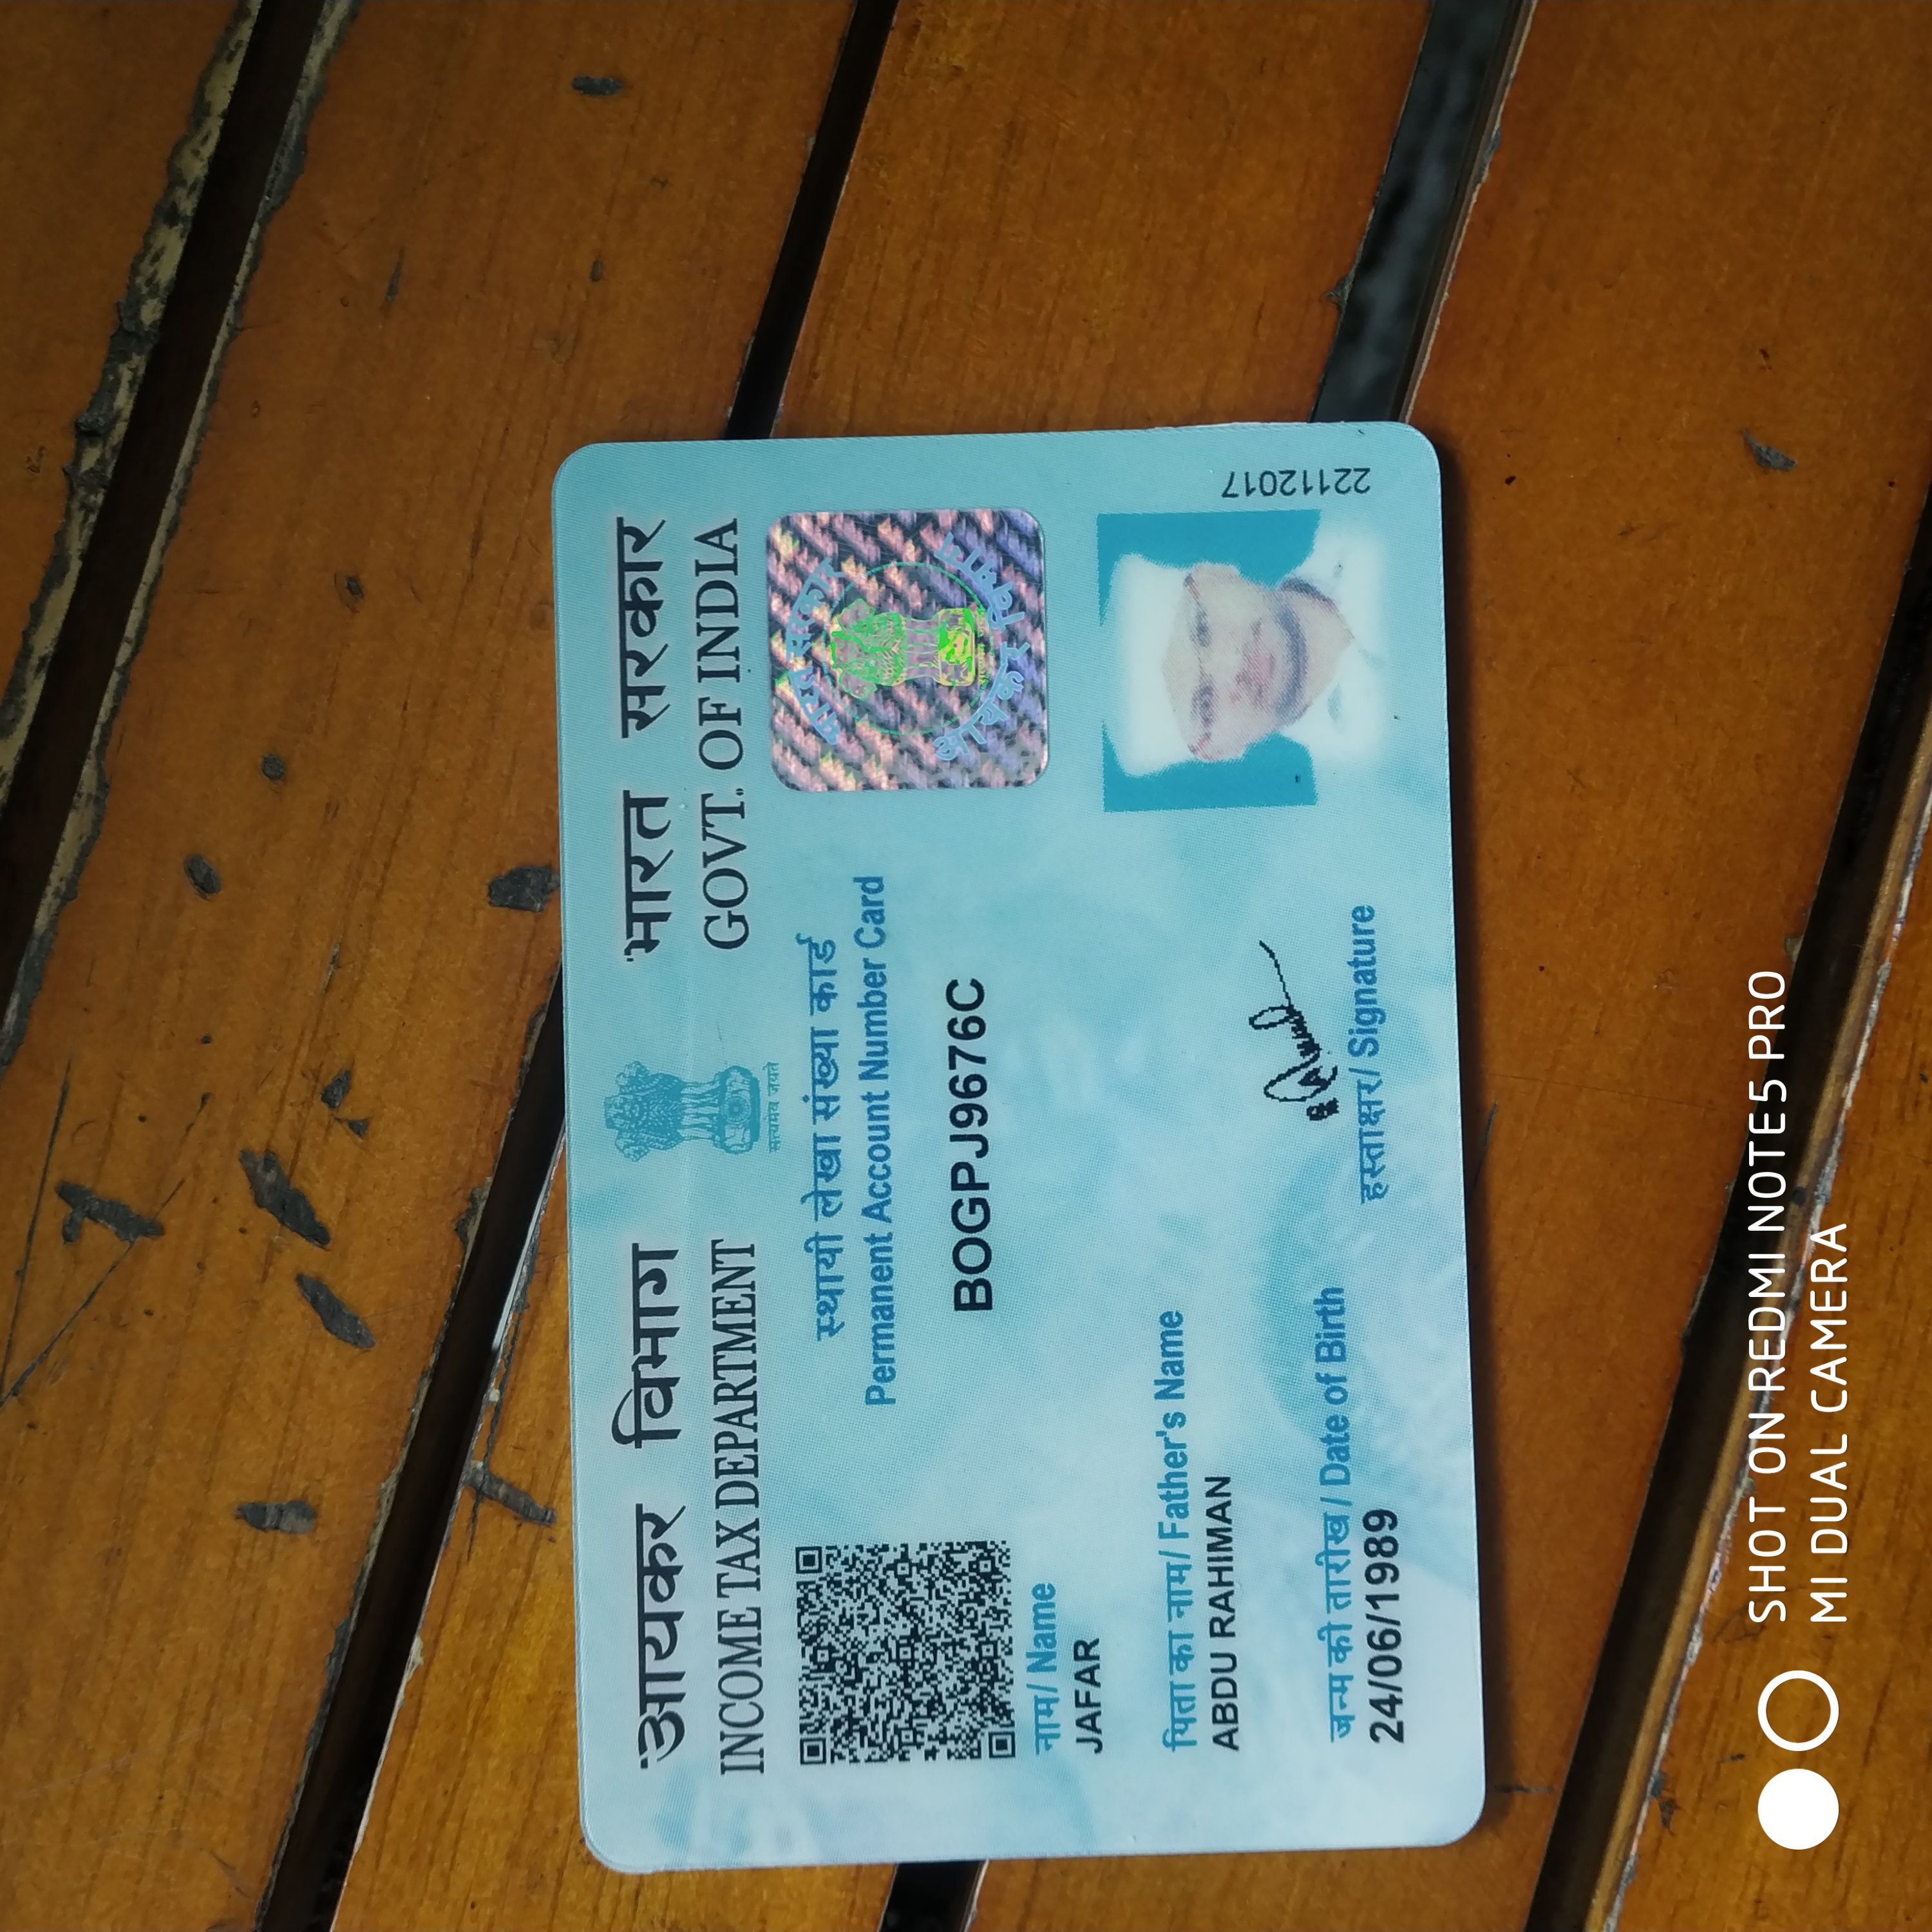 आयकर विभाग
INCOME TAX DEPARTMENT
सत्यमेव जयते
भारत सरकार
GOVT. OF INDIA
स्थायी लेखा संख्या कार्ड
Permanent Account Number Card
BOGPJ9676C
भारत सरकार
आयकर विभाग
नाम/ Name
JAFAR
पिता का नाम/ Father's Name
ABDU RAHIMAN
जन्म की तारीख / Date of Birth
24/06/1989
हस्ताक्षर/ Signature
22112017
SHOT ON REDMI NOTE5 PRO
MI DUAL CAMERA